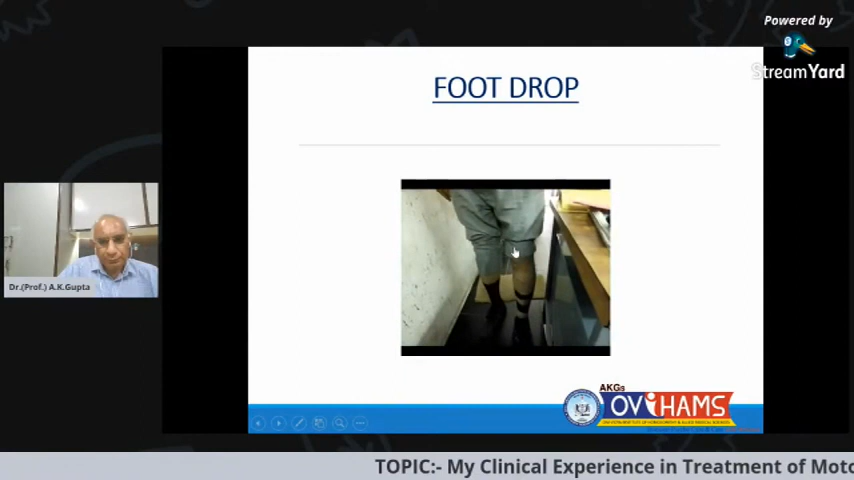 Powered by
StreamYard
FOOT DROP
Dr.(Prof.) A.K.Gupta
AKGs
OVIHAMS
TOPIC:- My Clinical Experience in Treatment of Moto